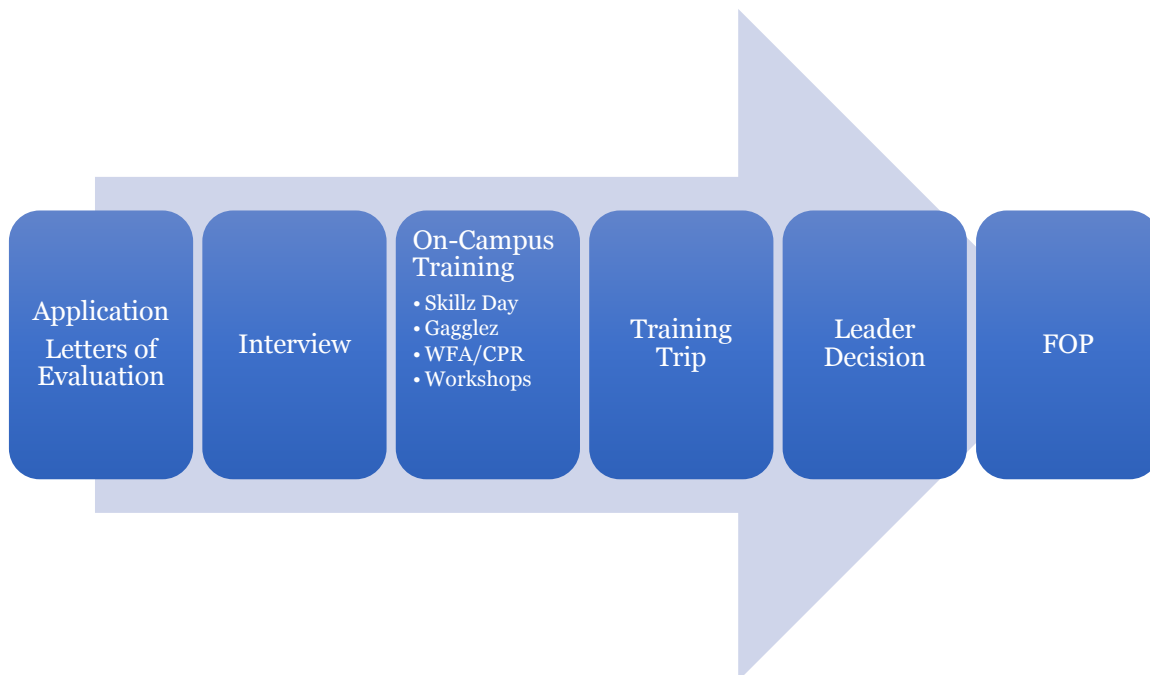 Application
Letters of
Evaluation
Interview
On-Campus
Training
• Skillz Day
• Gagglez
• WFA/CPR
• Workshops
Training
Trip
Leader
Decision
FOP